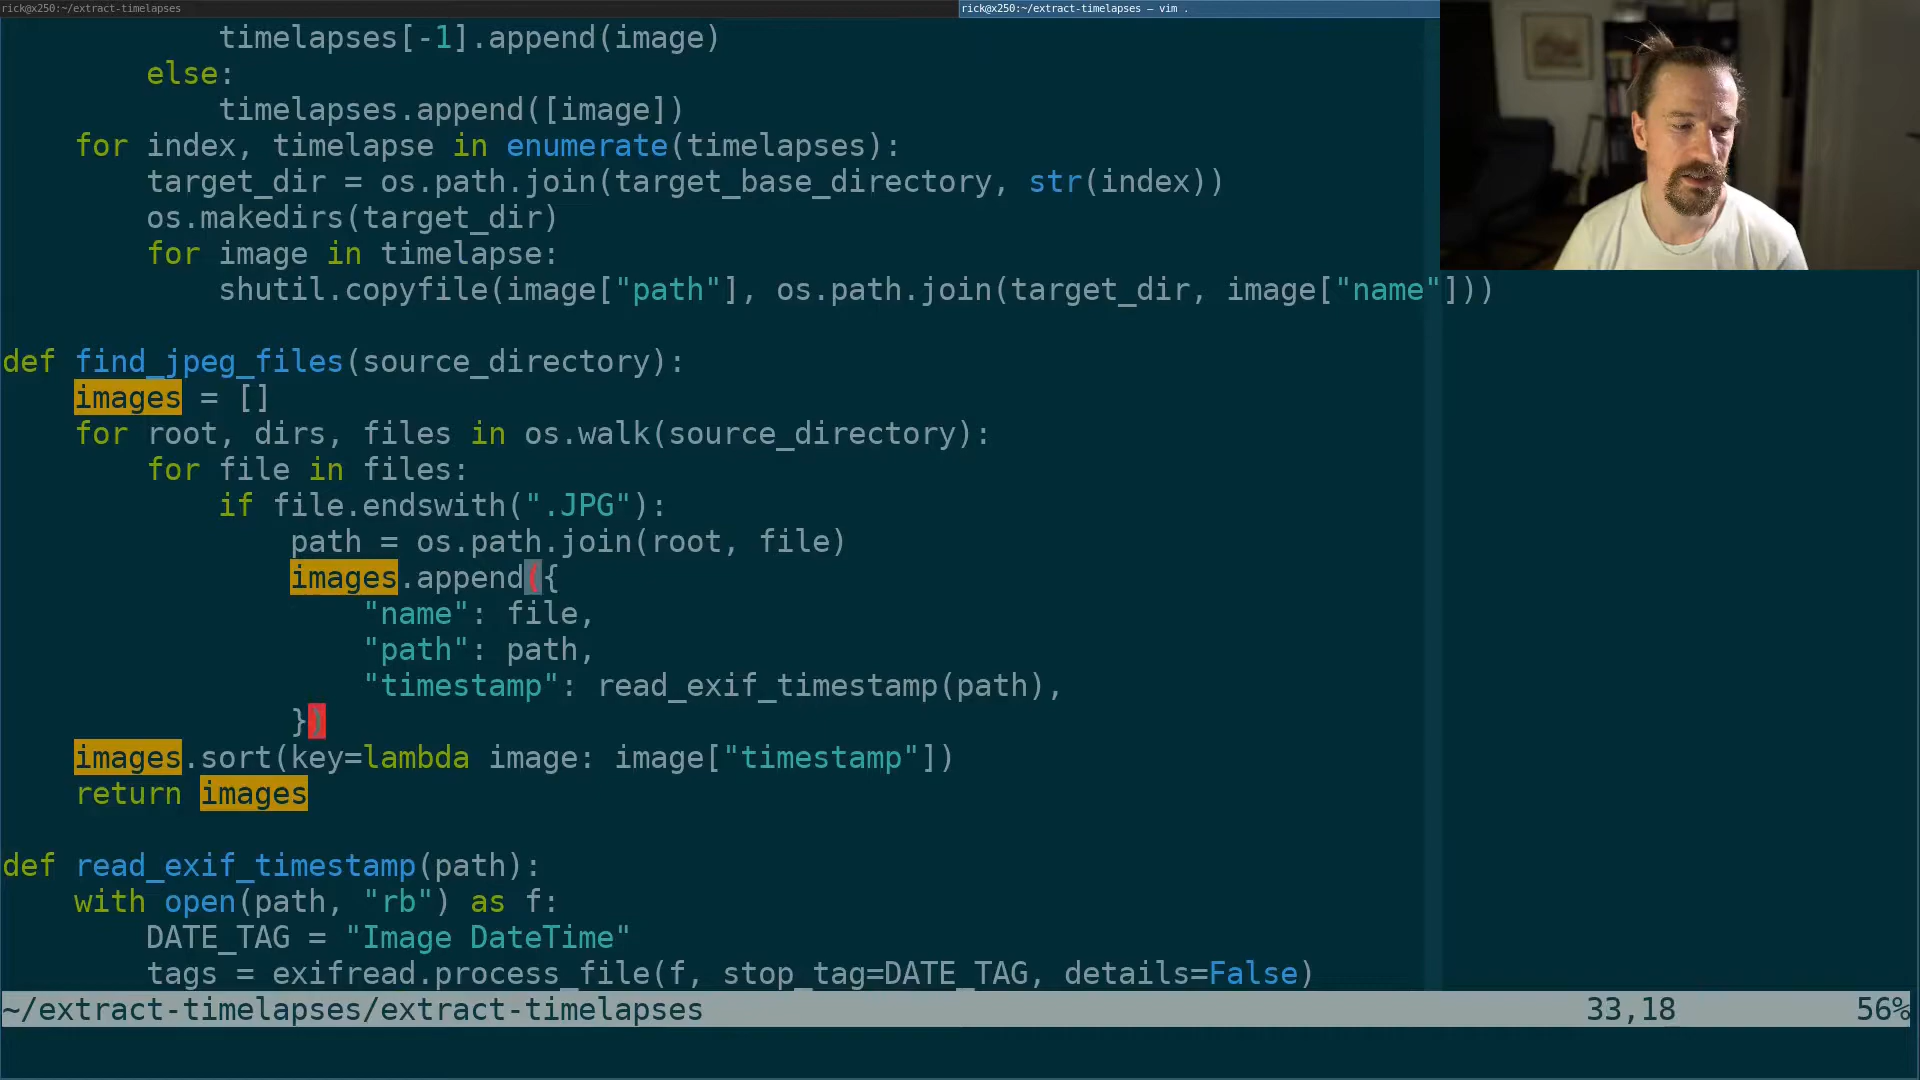 rick@x250:~/extract-timelapses
rick@x250:~/extract-timelapses — vim .
            timelapses[-1].append(image)
        else:
            timelapses.append([image])
    for index, timelapse in enumerate(timelapses):
        target_dir = os.path.join(target_base_directory, str(index))
        os.makedirs(target_dir)
        for image in timelapse:
            shutil.copyfile(image["path"], os.path.join(target_dir, image["name"]))
def find_jpeg_files(source_directory):
    images = []
    for root, dirs, files in os.walk(source_directory):
        for file in files:
            if file.endswith(".JPG"):
                path = os.path.join(root, file)
                images.append({
                    "name": file,
                    "path": path,
                    "timestamp": read_exif_timestamp(path),
                })
    images.sort(key=lambda image: image["timestamp"])
    return images
def read_exif_timestamp(path):
    with open(path, "rb") as f:
        DATE_TAG = "Image DateTime"
        tags = exifread.process_file(f, stop_tag=DATE_TAG, details=False)
~/extract-timelapses/extract-timelapses 33,18 56%